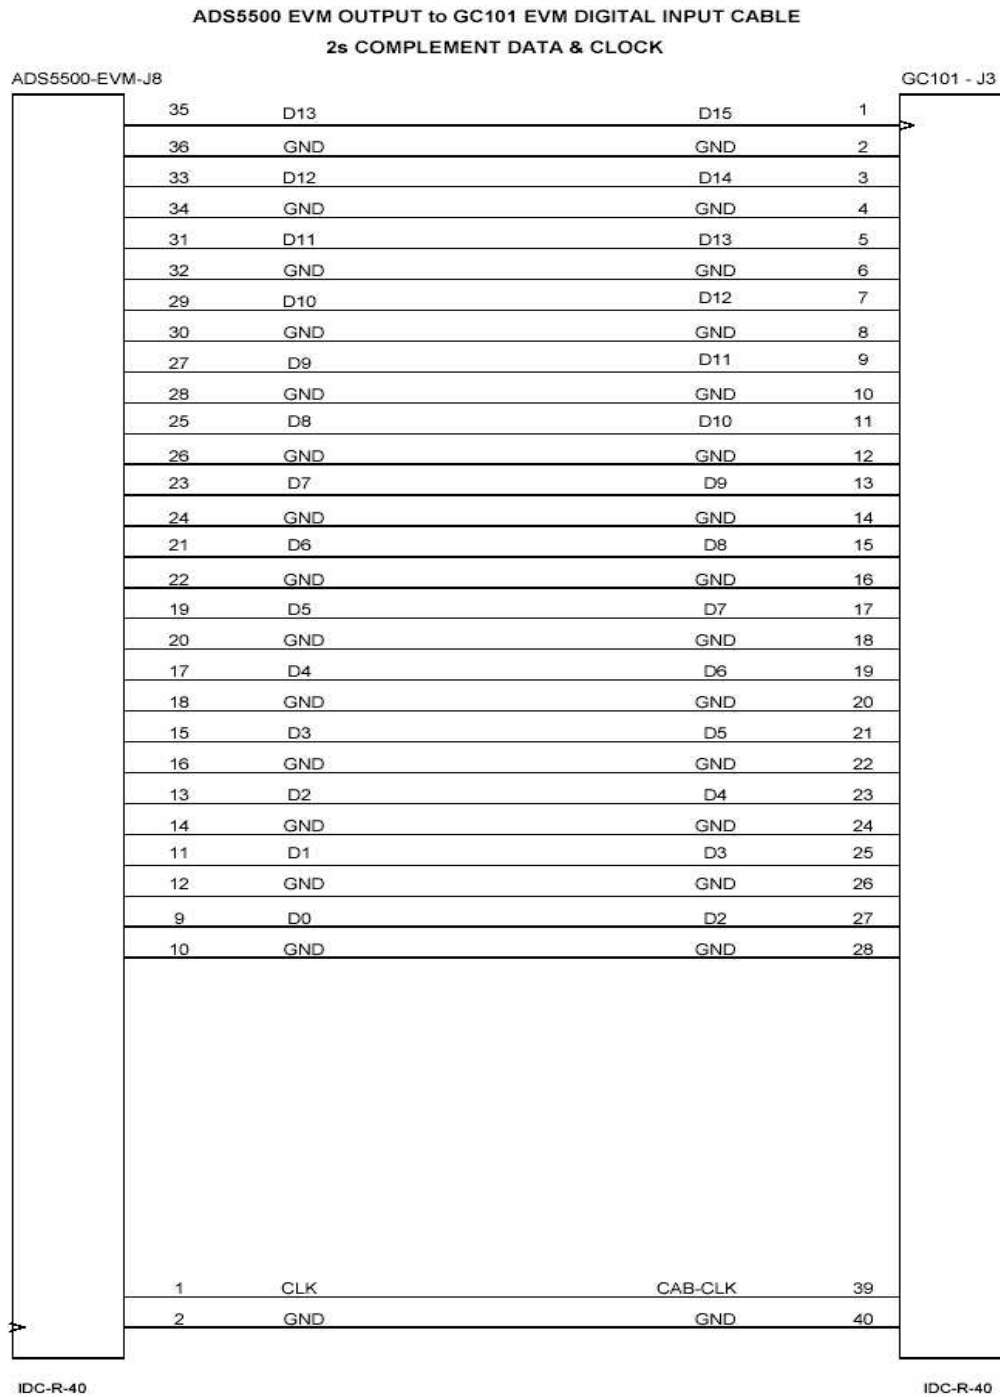 ADS5500 EVM OUTPUT to GC101 EVM DIGITAL INPUT CABLE
2s COMPLEMENT DATA & CLOCK
ADS5500-EVM-J8 GC101 - J3
35 D13 D15 1
36 GND GND 2
33 D12 D14 3
34 GND GND 4
31 D11 D13 5
32 GND GND 6
29 D10 D12 7
30 GND GND 8
27 D9 D11 9
28 GND GND 10
25 D8 D10 11
26 GND GND 12
23 D7 D9 13
24 GND GND 14
21 D6 D8 15
22 GND GND 16
19 D5 D7 17
20 GND GND 18
17 D4 D6 19
18 GND GND 20
15 D3 D5 21
16 GND GND 22
13 D2 D4 23
14 GND GND 24
11 D1 D3 25
12 GND GND 26
9 D0 D2 27
10 GND GND 28
1 CLK CAB-CLK 39
2 GND GND 40
IDC-R-40 IDC-R-40